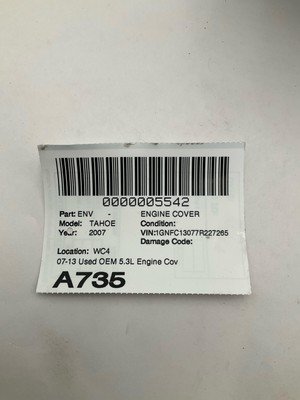 0000005542
Part: ENV - ENGINE COVER
Model: TAHOE Condition:
Year: 2007 VIN:1GNFC13077R227265
Damage Code:
Location: WC4
07-13 Used OEM 5.3L Engine Cov
A735